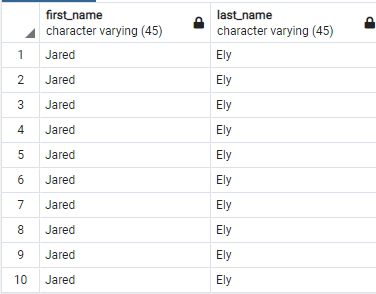 first_name last_name
character varying (45) character varying (45)
1 Jared Ely
2 Jared Ely
3 Jared Ely
4 Jared Ely
5 Jared Ely
6 Jared Ely
7 Jared Ely
8 Jared Ely
9 Jared Ely
10 Jared Ely